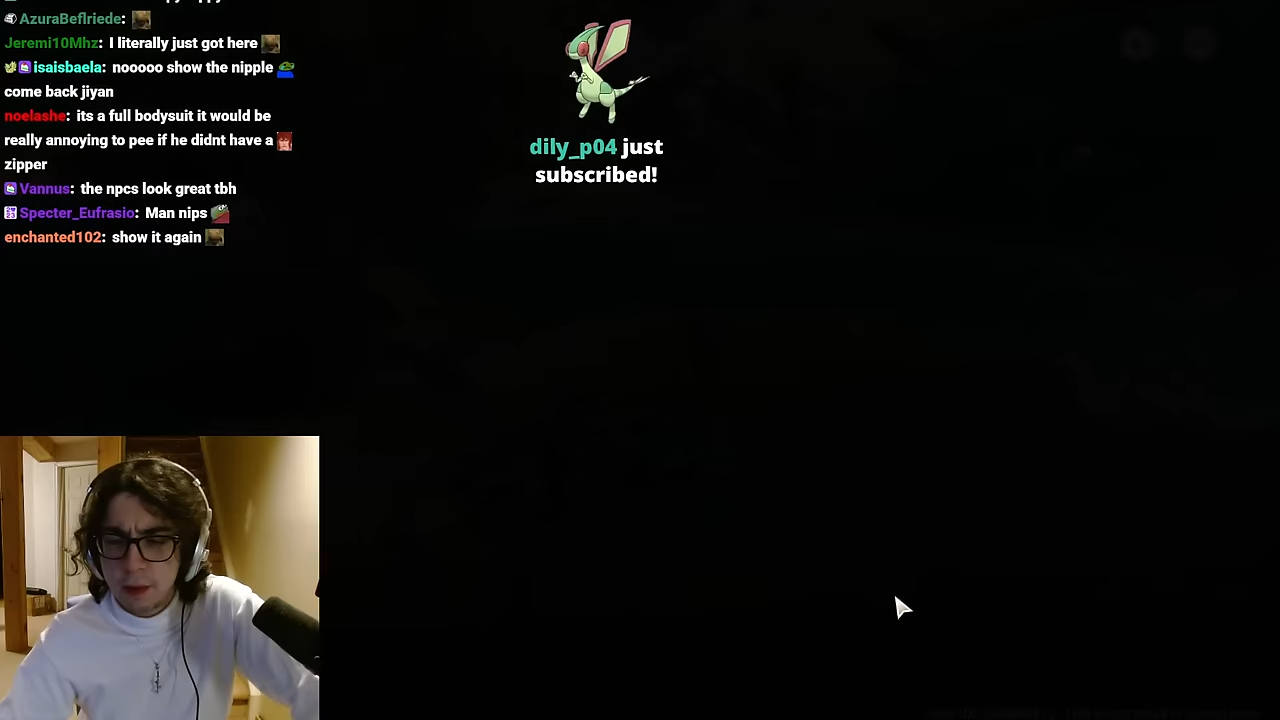 AzuraBeflriede:
Jeremi10Mhz: I literally just got here
isaisbaela: nooooo show the nipple
come back jiyan
noelashe: its a full bodysuit it would be
really annoying to pee if he didnt have a
zipper
Vannus: the npcs look great tbh
Specter_Eufrasio: Man nips
enchanted102: show it again
dily_p04 just
subscribed!